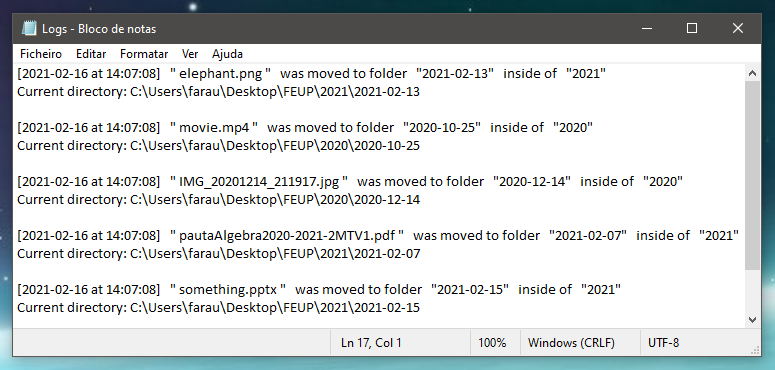 Logs - Bloco de notas
Ficheiro Editar Formatar Ver Ajuda
[2021-02-16 at 14:07:08] " elephant.png " was moved to folder "2021-02-13" inside of "2021"
Current directory: C:\Users\farau\Desktop\FEUP\2021\2021-02-13
[2021-02-16 at 14:07:08] " movie.mp4 " was moved to folder "2020-10-25" inside of "2020"
Current directory: C:\Users\farau\Desktop\FEUP\2020\2020-10-25
[2021-02-16 at 14:07:08] " IMG_20201214_211917.jpg " was moved to folder "2020-12-14" inside of "2020"
Current directory: C:\Users\farau\Desktop\FEUP\2020\2020-12-14
[2021-02-16 at 14:07:08] " pautaAlgebra2020-2021-2MTV1.pdf " was moved to folder "2021-02-07" inside of "2021"
Current directory: C:\Users\farau\Desktop\FEUP\2021\2021-02-07
[2021-02-16 at 14:07:08] " something.pptx " was moved to folder "2021-02-15" inside of "2021"
Current directory: C:\Users\farau\Desktop\FEUP\2021\2021-02-15
Ln 17, Col 1 100% Windows (CRLF) UTF-8